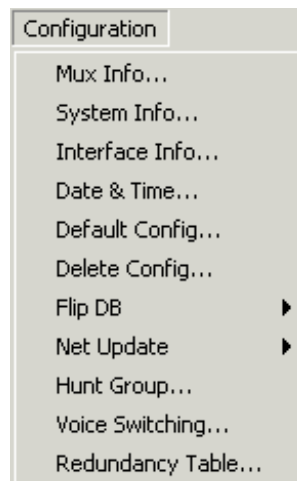 Configuration
Mux Info...
System Info...
Interface Info...
Date & Time...
Default Config...
Delete Config...
Flip DB
Net Update
Hunt Group...
Voice Switching...
Redundancy Table...